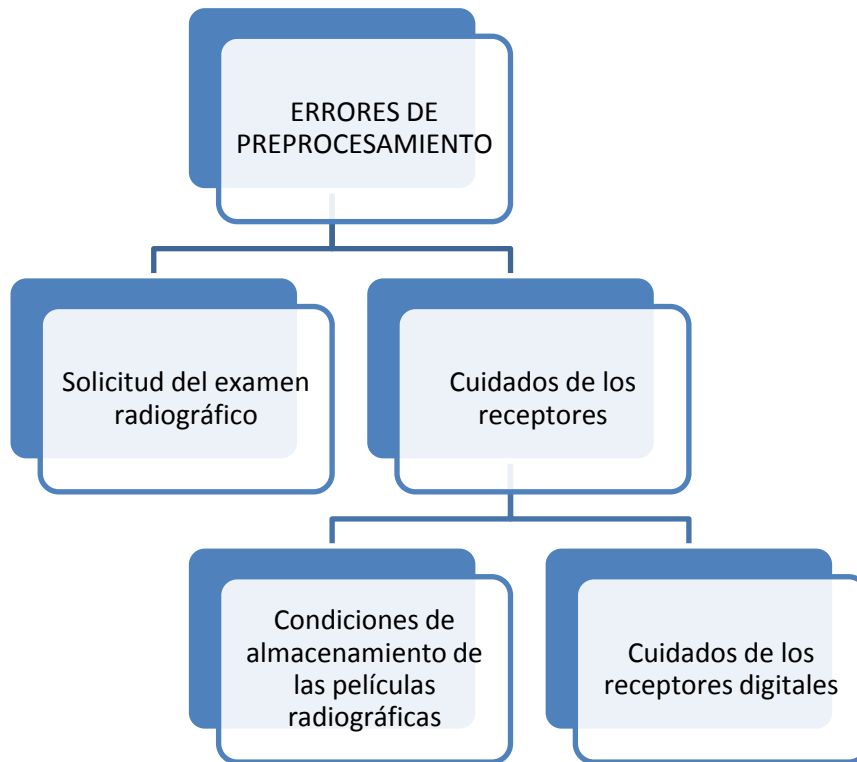 ERRORES DE
PREPROCESAMIENTO
Solicitud del examen
radiográfico
Cuidados de los
receptores
Condiciones de
almacenamiento de
las películas
radiográficas
Cuidados de los
receptores digitales